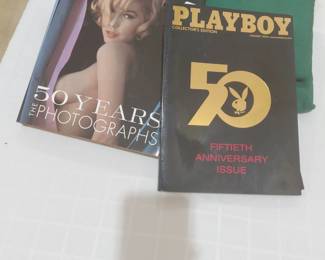 50 YEARS
THE PHOTOGRAPHS
PLAYBOY
COLLECTOR'S EDITION
50
FIFTIETH
ANNIVERSARY
ISSUE